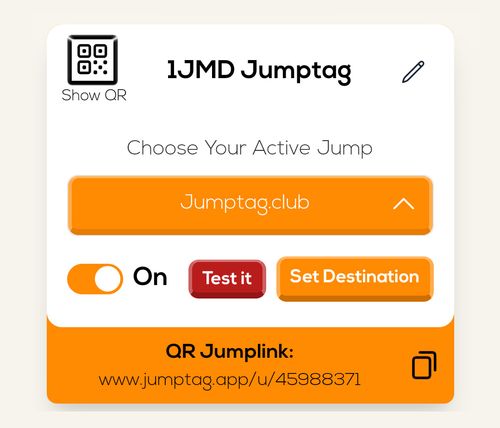 1JMD Jumptag
Show QR
Choose Your Active Jump
Jumptag.club
On
Test it
Set Destination
QR Jumplink:
www.jumptag.app/u/45988371